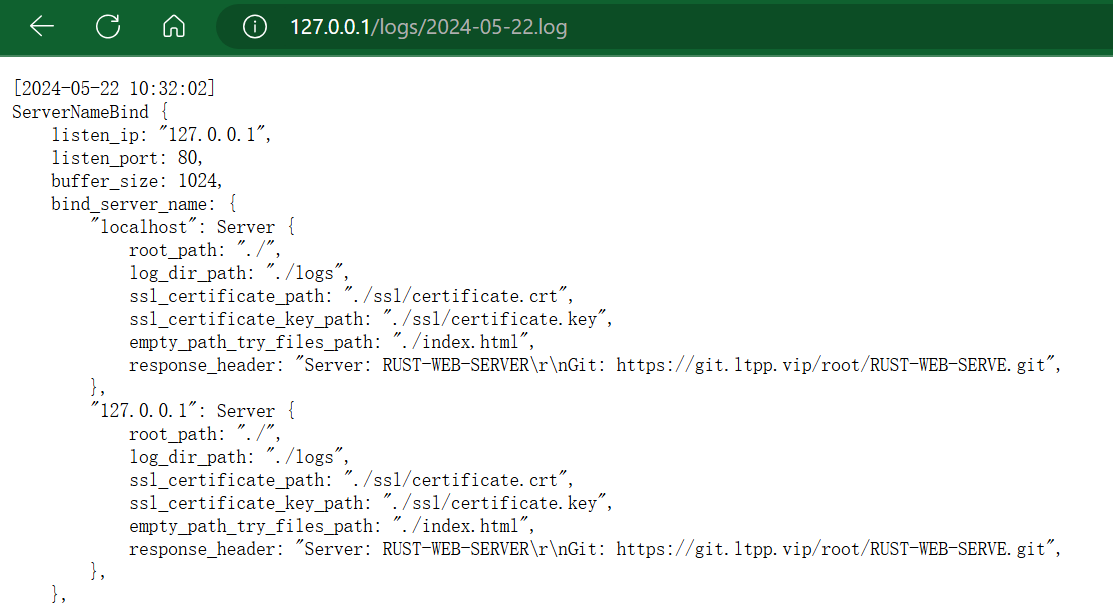 127.0.0.1/logs/2024-05-22.log
[2024-05-22 10:32:02]
ServerNameBind {
    listen_ip: "127.0.0.1",
    listen_port: 80,
    buffer_size: 1024,
    bind_server_name: {
        "localhost": Server {
            root_path: "./",
            log_dir_path: "./logs",
            ssl_certificate_path: "./ssl/certificate.crt",
            ssl_certificate_key_path: "./ssl/certificate.key",
            empty_path_try_files_path: "./index.html",
            response_header: "Server: RUST-WEB-SERVER\r\nGit: https://git.ltpp.vip/root/RUST-WEB-SERVE.git",
        },
        "127.0.0.1": Server {
            root_path: "./",
            log_dir_path: "./logs",
            ssl_certificate_path: "./ssl/certificate.crt",
            ssl_certificate_key_path: "./ssl/certificate.key",
            empty_path_try_files_path: "./index.html",
            response_header: "Server: RUST-WEB-SERVER\r\nGit: https://git.ltpp.vip/root/RUST-WEB-SERVE.git",
        },
    },